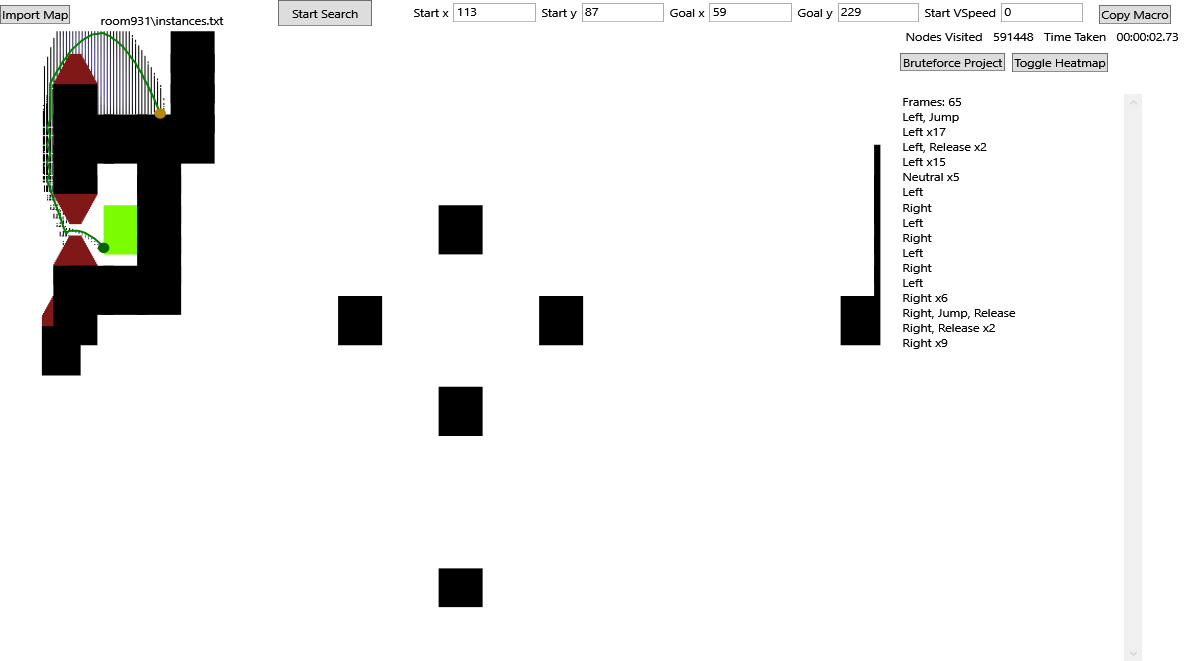 Import Map
room931\instances.txt
Start Search
Start x 113 Start y 87 Goal x 59 Goal y 229 Start VSpeed 0
Copy Macro
Nodes Visited 591448 Time Taken 00:00:02.73
Bruteforce Project Toggle Heatmap
Frames: 65
Left, Jump
Left x17
Left, Release x2
Left x15
Neutral x5
Left
Right
Left
Right
Left
Right
Left
Right x6
Right, Jump, Release
Right, Release x2
Right x9